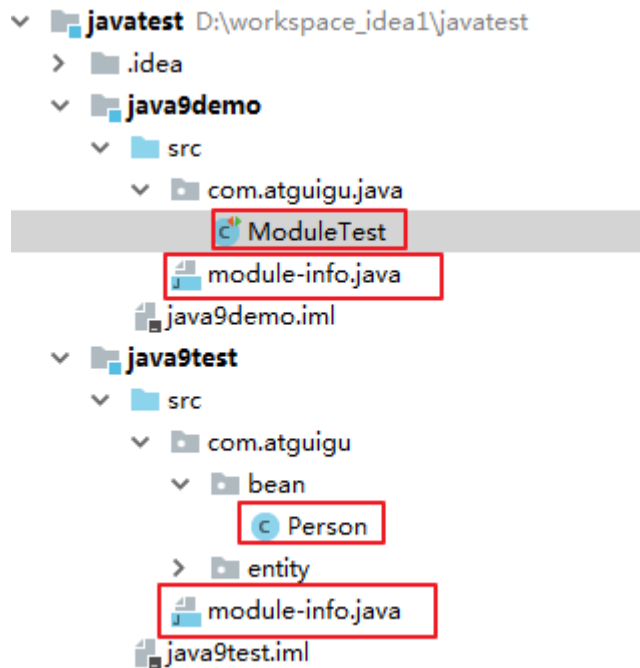 javatest D:\workspace_idea1\javatest
.idea
java9demo
src
com.atguigu.java
ModuleTest
module-info.java
java9demo.iml
java9test
src
com.atguigu
bean
Person
entity
module-info.java
java9test.iml